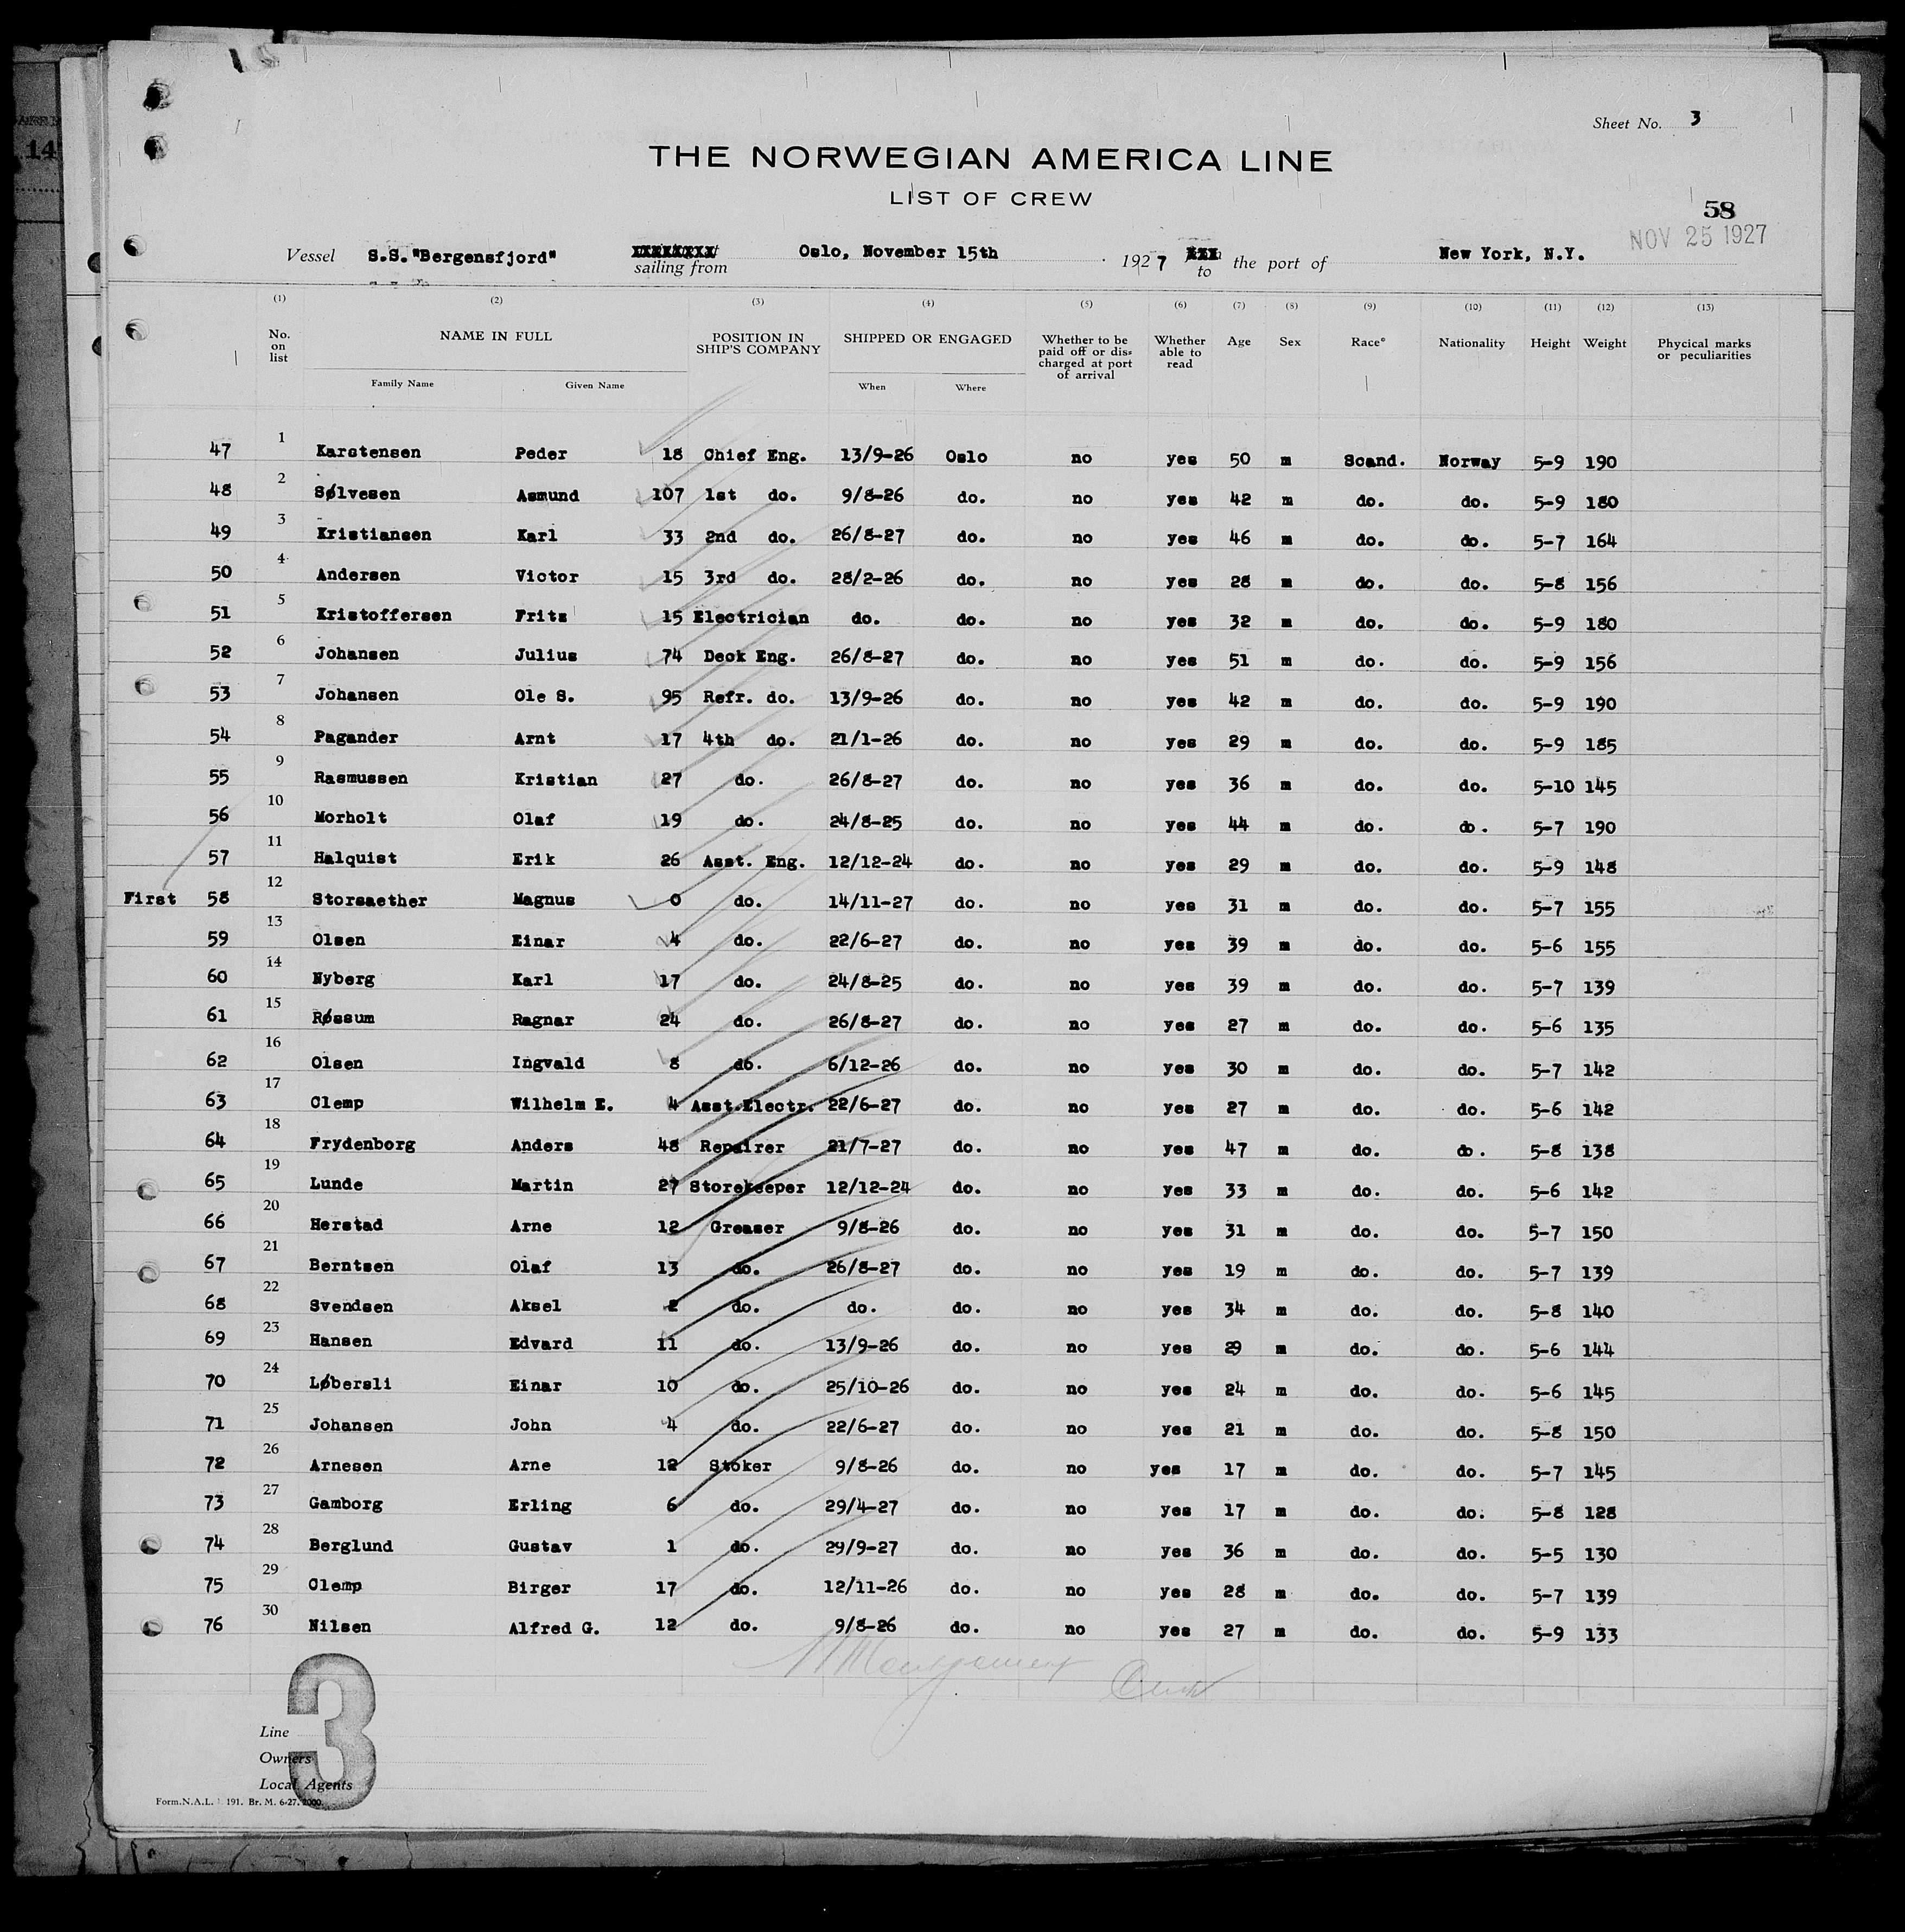 Sheet No. 3
THE NORWEGIAN AMERICA LINE
LIST OF CREW
58
NOV 25 1927
Vessel S.S."Bergensfjord" XXXXXXXX sailing from Oslo, November 15th 1927 XXX to the port of New York, N.Y.
(1) (2) (3) (4) (5) (6) (7) (8) (9) (10) (11) (12) (13)
No. on list NAME IN FULL POSITION IN SHIP'S COMPANY SHIPPED OR ENGAGED Whether to be paid off or discharged at port of arrival Whether able to read Age Sex Race* Nationality Height Weight Phycical marks or peculiarities
Family Name Given Name When Where
47 1 Karstensen Peder 18 Chief Eng. 13/9-26 Oslo no yes 50 m Scand. Norway 5-9 190
48 2 Sølvesen Asmund 107 1st do. 9/8-26 do. no yes 42 m do. do. 5-9 180
49 3 Kristiansen Karl 33 2nd do. 26/8-27 do. no yes 46 m do. do. 5-7 164
50 4 Andersen Victor 15 3rd do. 28/2-26 do. no yes 28 m do. do. 5-8 156
51 5 Kristoffersen Fritz 15 Electrician do. do. no yes 32 m do. do. 5-9 180
52 6 Johansen Julius 74 Deck Eng. 26/8-27 do. no yes 51 m do. do. 5-9 156
53 7 Johansen Ole S. 95 Refr. do. 13/9-26 do. no yes 42 m do. do. 5-9 190
54 8 Pagander Arnt 17 4th do. 21/1-26 do. no yes 29 m do. do. 5-9 185
55 9 Rasmussen Kristian 27 do. 26/8-27 do. no yes 36 m do. do. 5-10 145
56 10 Morholt Olaf 19 do. 24/8-25 do. no yes 44 m do. do. 5-7 190
57 11 Halquist Erik 26 Asst. Eng. 12/12-24 do. no yes 29 m do. do. 5-9 148
First 58 12 Storsaether Magnus 0 do. 14/11-27 do. no yes 31 m do. do. 5-7 155
59 13 Olsen Einar 4 do. 22/6-27 do. no yes 39 m do. do. 5-6 155
60 14 Nyberg Karl 17 do. 24/8-25 do. no yes 39 m do. do. 5-7 139
61 15 Røssum Ragnar 24 do. 26/8-27 do. no yes 27 m do. do. 5-6 135
62 16 Olsen Ingvald 8 do. 6/12-26 do. no yes 30 m do. do. 5-7 142
63 17 Clemp Wilhelm E. 4 Asst.Electr. 22/6-27 do. no yes 27 m do. do. 5-6 142
64 18 Frydenborg Anders 48 Repairer 21/7-27 do. no yes 47 m do. do. 5-8 138
65 19 Lunde Martin 27 Storekeeper 12/12-24 do. no yes 33 m do. do. 5-6 142
66 20 Herstad Arne 12 Greaser 9/8-26 do. no yes 31 m do. do. 5-7 150
67 21 Berntsen Olaf 13 do. 26/8-27 do. no yes 19 m do. do. 5-7 139
68 22 Svendsen Aksel 2 do. do. do. no yes 34 m do. do. 5-8 140
69 23 Hansen Edvard 11 do. 13/9-26 do. no yes 29 m do. do. 5-6 144
70 24 Løbersli Einar 10 do. 25/10-26 do. no yes 24 m do. do. 5-6 145
71 25 Johansen John 4 do. 22/6-27 do. no yes 21 m do. do. 5-8 150
72 26 Arnesen Arne 12 Stoker 9/8-26 do. no yes 17 m do. do. 5-7 145
73 27 Gamborg Erling 6 do. 29/4-27 do. no yes 17 m do. do. 5-8 128
74 28 Berglund Gustav 1 do. 29/9-27 do. no yes 36 m do. do. 5-5 130
75 29 Clemp Birger 17 do. 12/11-26 do. no yes 28 m do. do. 5-7 139
76 30 Nilsen Alfred G. 12 do. 9/8-26 do. no yes 27 m do. do. 5-9 133
3
Line
Owners
Local Agents
Form.N.A.L. 191. Br. M. 6-27. 2000.
14